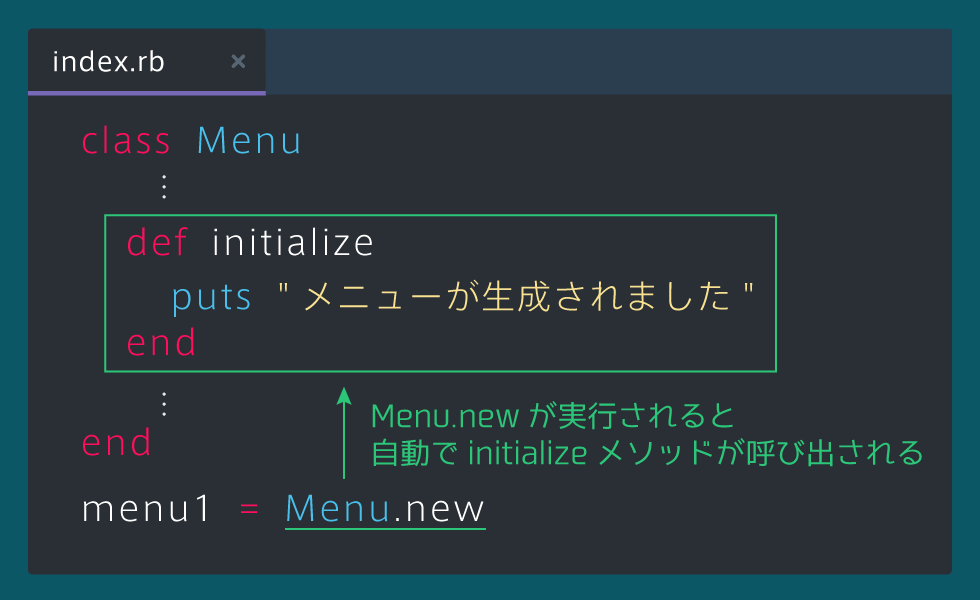 index.rb ×
class Menu
⋮
def initialize
puts "メニューが生成されました"
end
⋮
Menu.new が実行されると
自動で initialize メソッドが呼び出される
end
menu1 = Menu.new